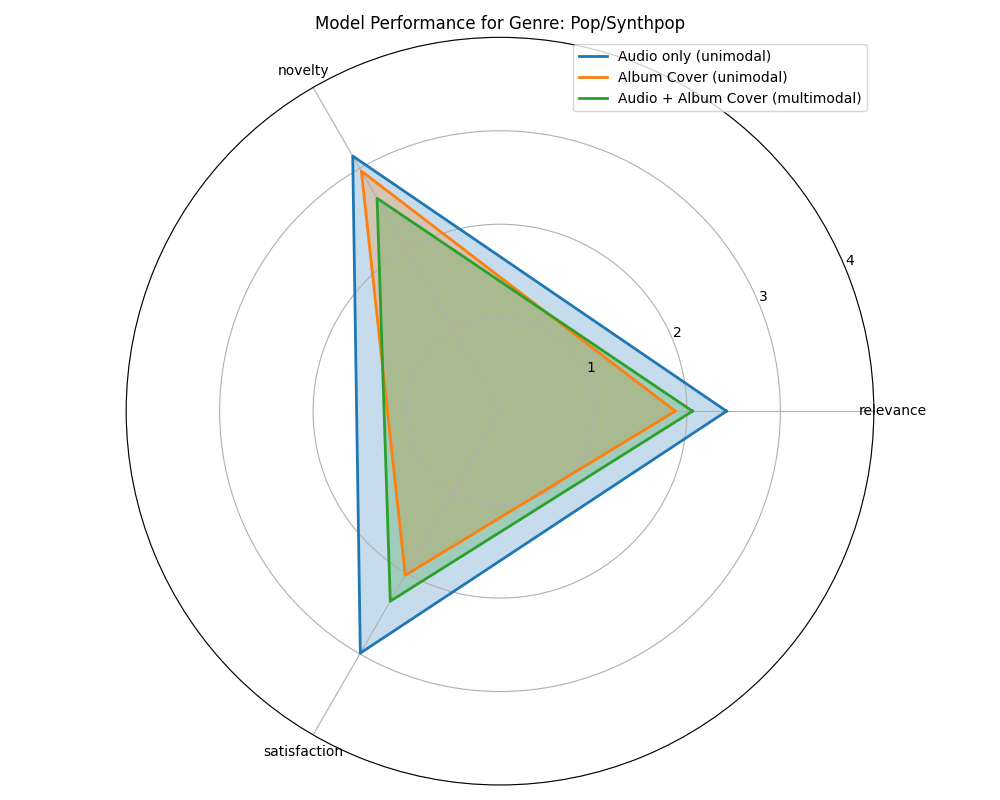 Model Performance for Genre: Pop/Synthpop
Audio only (unimodal)
Album Cover (unimodal)
Audio + Album Cover (multimodal)
novelty
4
3
2
1
relevance
satisfaction